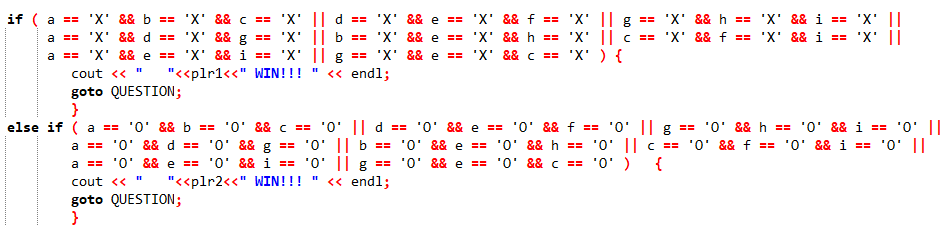 if ( a == 'X' && b == 'X' && c == 'X' || d == 'X' && e == 'X' && f == 'X' || g == 'X' && h == 'X' && i == 'X' ||
a == 'X' && d == 'X' && g == 'X' || b == 'X' && e == 'X' && h == 'X' || c == 'X' && f == 'X' && i == 'X' ||
a == 'X' && e == 'X' && i == 'X' || g == 'X' && e == 'X' && c == 'X' ) {
cout << "   "<<plr1<<" WIN!!! " << endl;
goto QUESTION;
}
else if ( a == 'O' && b == 'O' && c == 'O' || d == 'O' && e == 'O' && f == 'O' || g == 'O' && h == 'O' && i == 'O' ||
a == 'O' && d == 'O' && g == 'O' || b == 'O' && e == 'O' && h == 'O' || c == 'O' && f == 'O' && i == 'O' ||
a == 'O' && e == 'O' && i == 'O' || g == 'O' && e == 'O' && c == 'O' )   {
cout << "   "<<plr2<<" WIN!!! " << endl;
goto QUESTION;
}